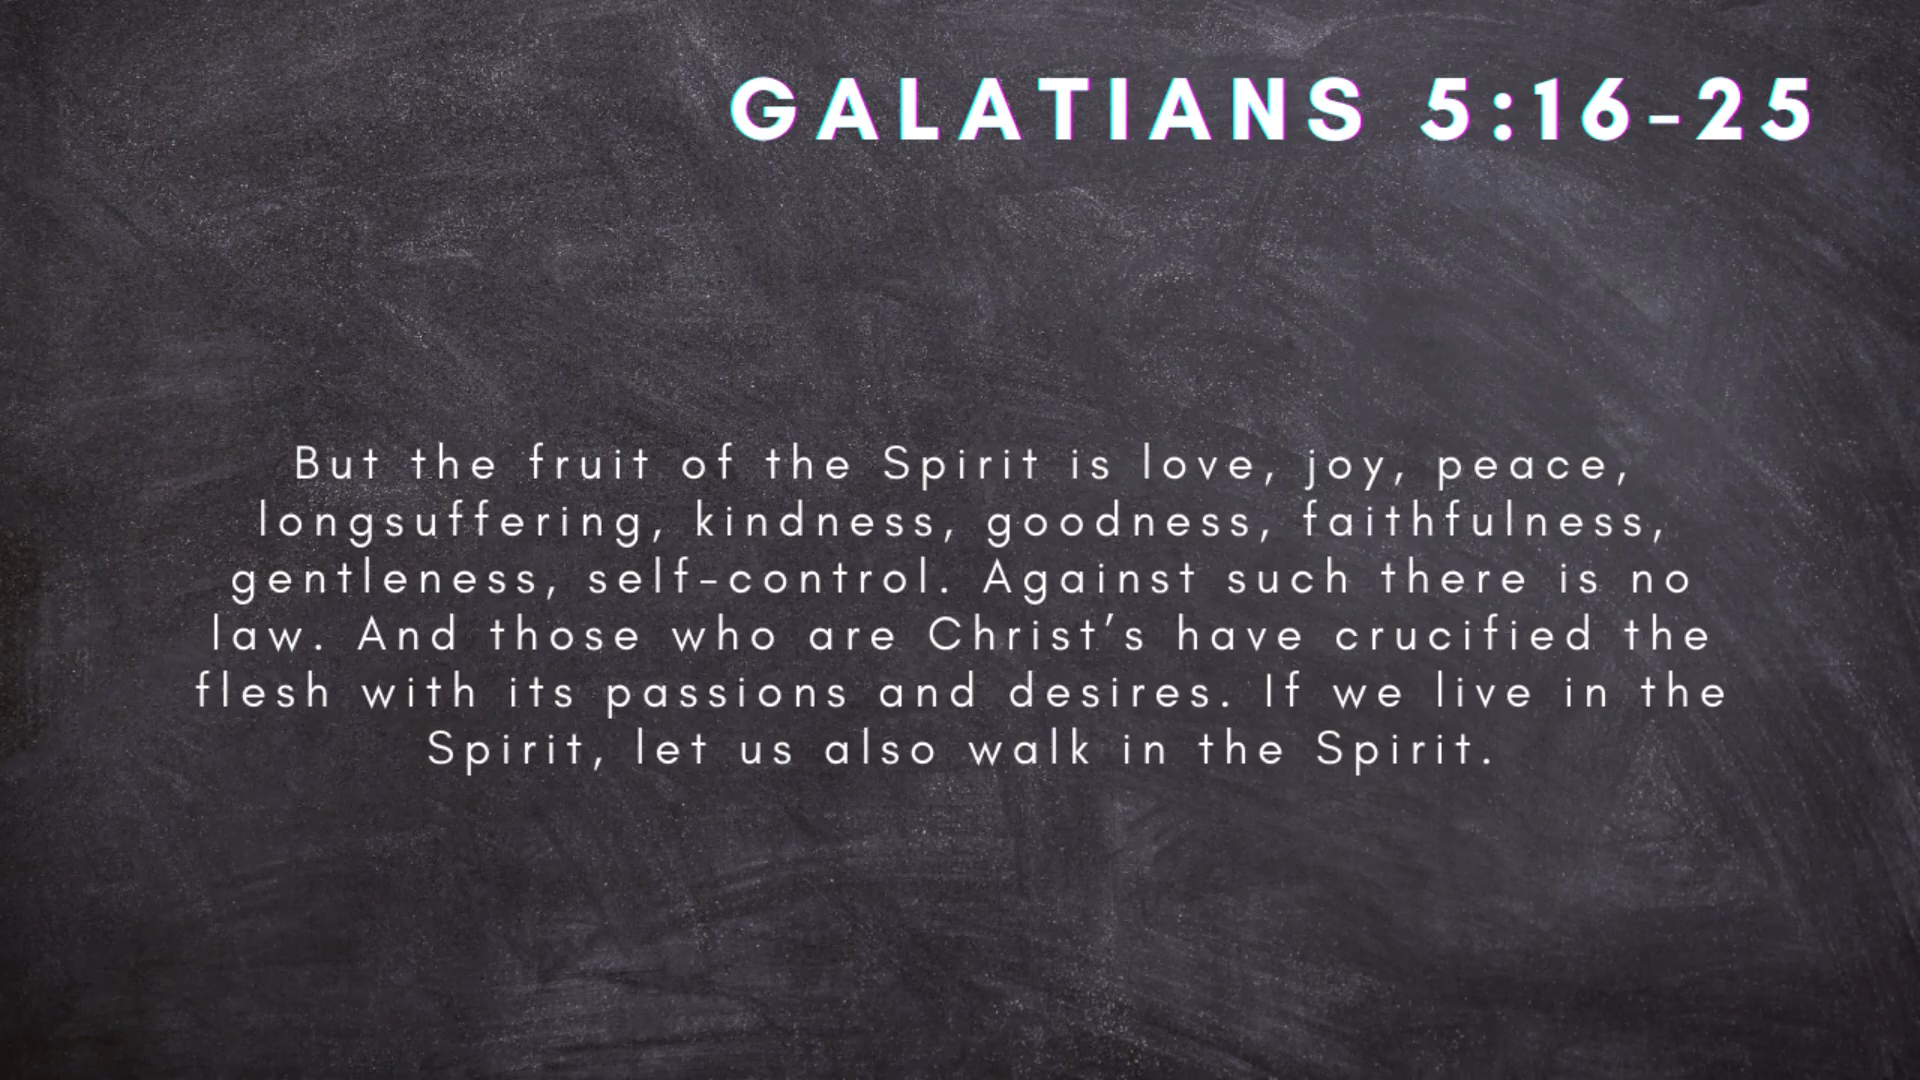 GALATIANS 5:16-25
But the fruit of the Spirit is love, joy, peace,
longsuffering, kindness, goodness, faithfulness,
gentleness, self-control. Against such there is no
law. And those who are Christ’s have crucified the
flesh with its passions and desires. If we live in the
Spirit, let us also walk in the Spirit.